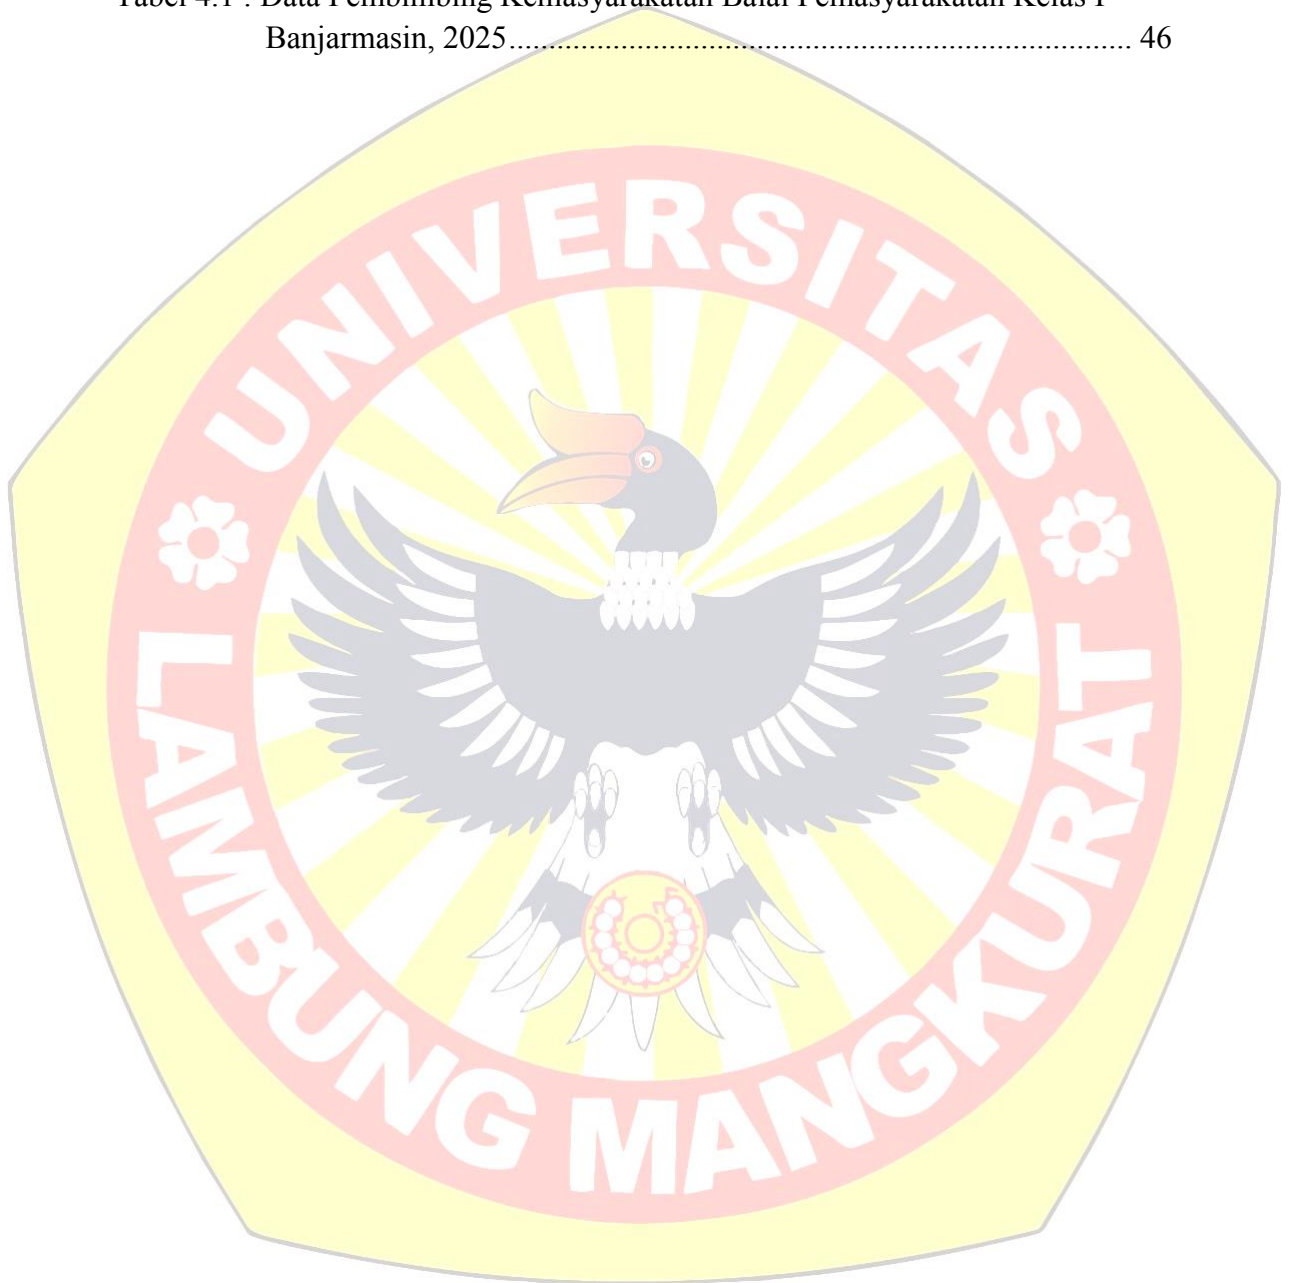 Tabel 4.1 : Data Pembimbing Kemasyarakatan Balai Pemasyarakatan Kelas I
Banjarmasin, 2025.............................................................................. 46
UNIVERSITAS
LAMBUNG MANGKURAT